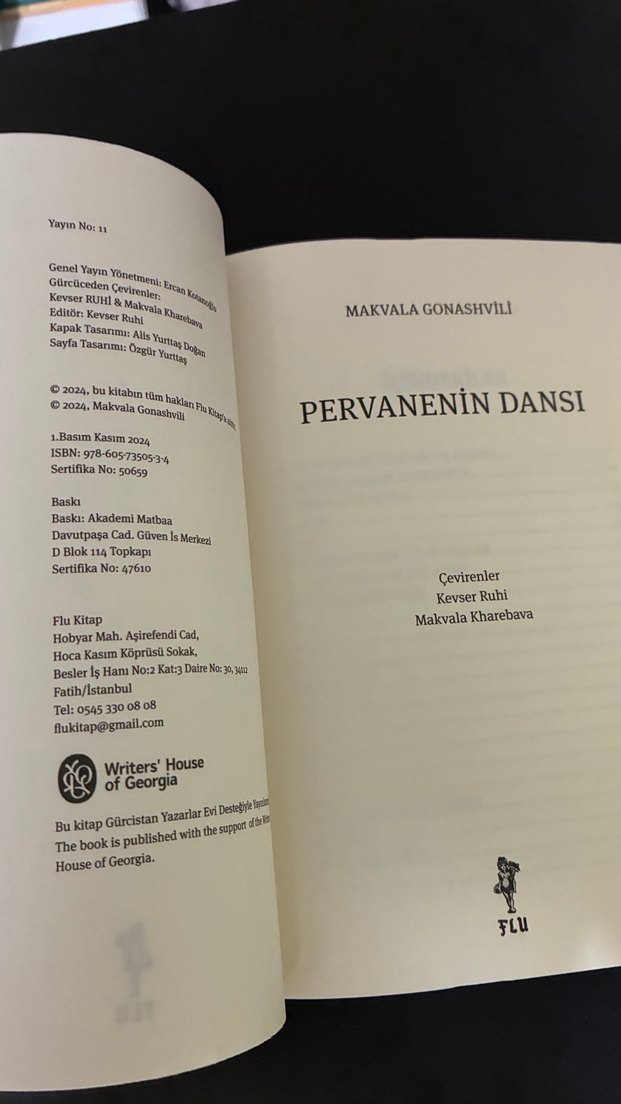 Yayın No: 11
Genel Yayın Yönetmeni: Ercan Kotanoğlu
Gürcüceden Çevirenler:
Kevser RUHİ & Makvala Kharebava
Editör: Kevser Ruhi
Kapak Tasarımı: Alis Yurttaş Doğan
Sayfa Tasarımı: Özgür Yurttaş
© 2024, bu kitabın tüm hakları Flu Kitap'a
© 2024, Makvala Gonashvili
1.Basım Kasım 2024
ISBN: 978-605-73505-3-4
Sertifika No: 50659
Baskı
Baskı: Akademi Matbaa
Davutpaşa Cad. Güven İs Merkezi
D Blok 114 Topkapı
Sertifika No: 47610
Flu Kitap
Hobyar Mah. Aşirefendi Cad,
Hoca Kasım Köprüsü Sokak,
Besler İş Hanı No:2 Kat:3 Daire No: 30, 34112
Fatih/İstanbul
Tel: 0545 330 08 08
flukitap@gmail.com
Writers' House
of Georgia
Bu kitap Gürcistan Yazarlar Evi Desteğiyle
The book is published with the support of the
House of Georgia.
MAKVALA GONASHVİLİ
PERVANENİN DANSI
Çevirenler
Kevser Ruhi
Makvala Kharebava
FLU